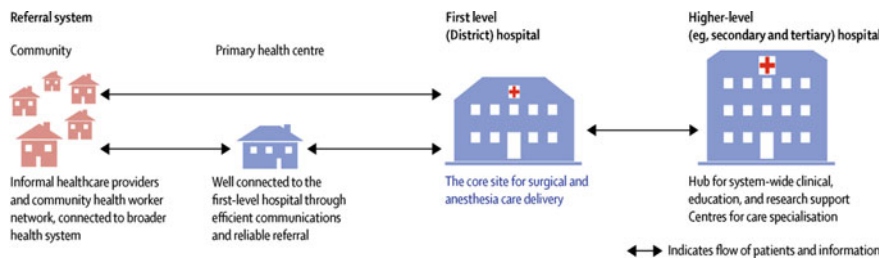 Referral system
Community
Primary health centre
First level
(District) hospital
Higher-level
(eg, secondary and tertiary) hospital
Informal healthcare providers
and community health worker
network, connected to broader
health system
Well connected to the
first-level hospital through
efficient communications
and reliable referral
The core site for surgical and
anesthesia care delivery
Hub for system-wide clinical,
education, and research support
Centres for care specialisation
Indicates flow of patients and information